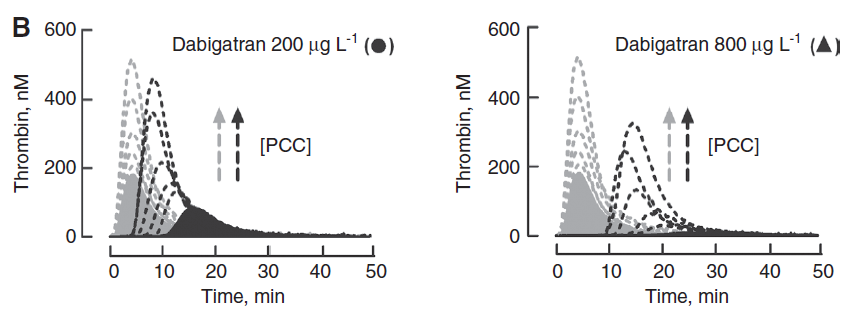 B
Dabigatran 200 µg L⁻¹ (●)
Thrombin, nM
600
400
200
0
[PCC]
0 10 20 30 40 50
Time, min
Dabigatran 800 µg L⁻¹ (▲)
Thrombin, nM
600
400
200
0
[PCC]
0 10 20 30 40 50
Time, min